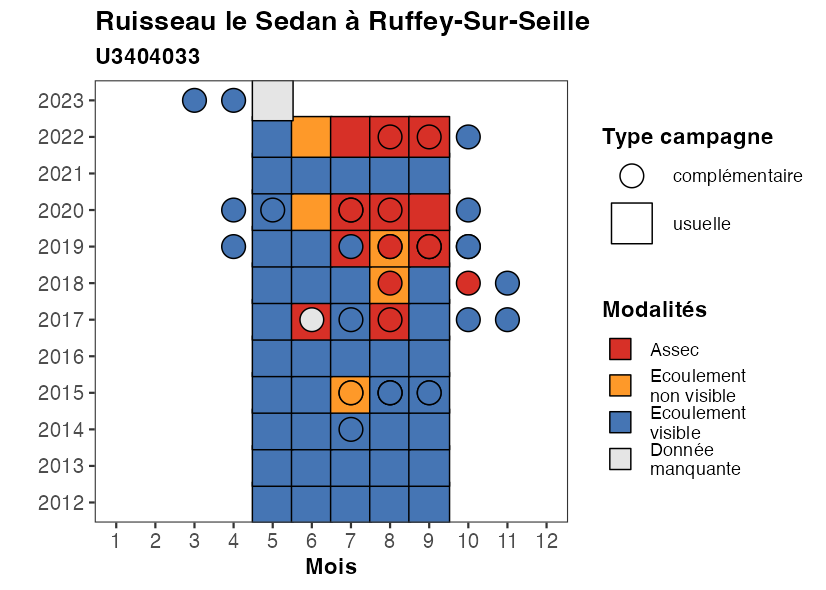 Ruisseau le Sedan à Ruffey-Sur-Seille
U3404033
2023
2022
2021
2020
2019
2018
2017
2016
2015
2014
2013
2012
1 2 3 4 5 6 7 8 9 10 11 12
Mois
Type campagne
complémentaire
usuelle
Modalités
Assec
Ecoulement
non visible
Ecoulement
visible
Donnée
manquante